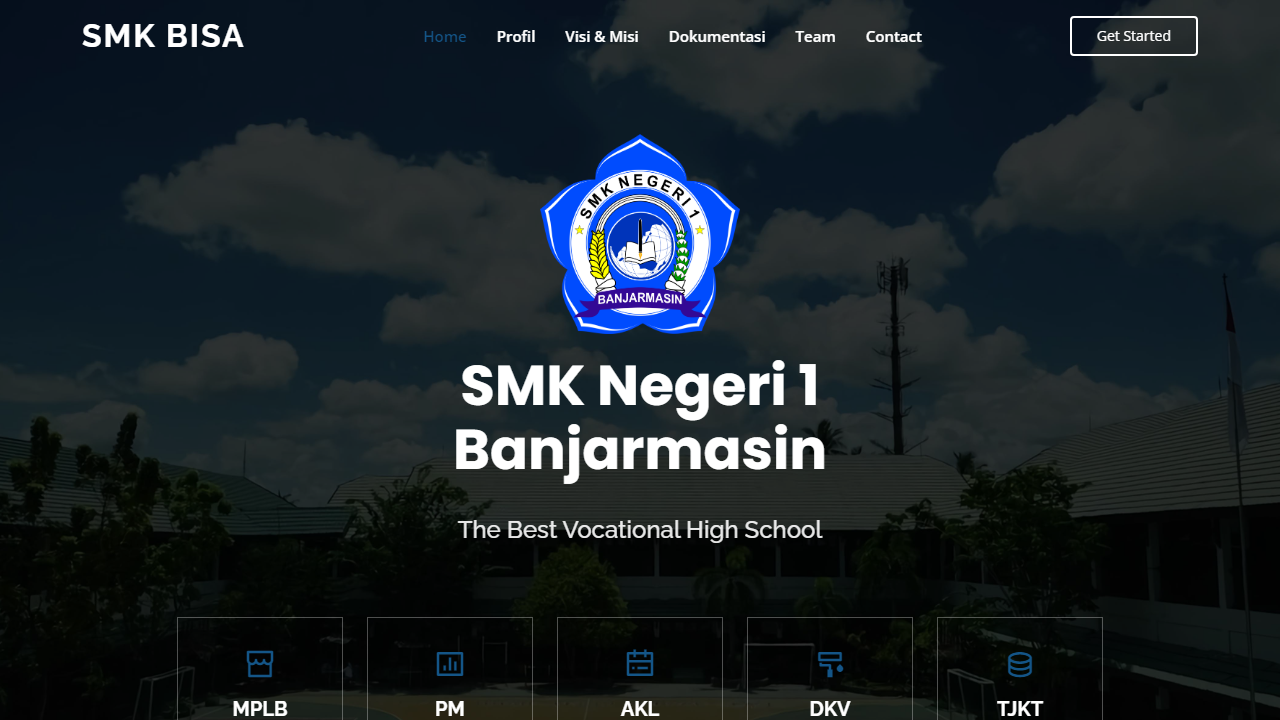 SMK BISA
Home Profil Visi & Misi Dokumentasi Team Contact
Get Started
SMK NEGERI 1
BANJARMASIN
SMK Negeri 1
Banjarmasin
The Best Vocational High School
MPLB
PM
AKL
DKV
TJKT